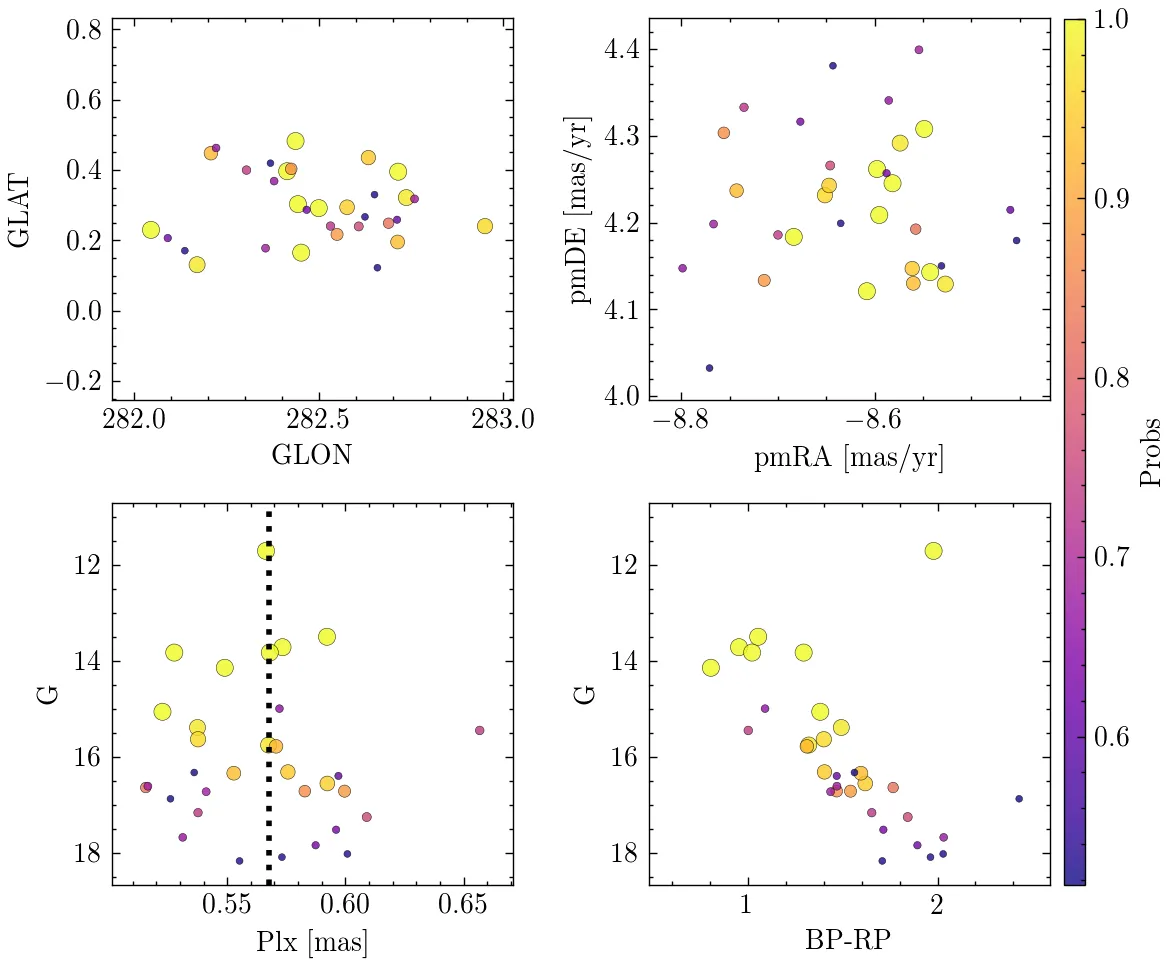 0.8
0.6
0.4
0.2
0.0
−0.2
GLAT
282.0 282.5 283.0
GLON
4.4
4.3
4.2
4.1
4.0
pmDE [mas/yr]
−8.8 −8.6
pmRA [mas/yr]
1.0
0.9
0.8
0.7
0.6
Probs
12
14
16
18
G
0.55 0.60 0.65
Plx [mas]
12
14
16
18
G
1 2
BP-RP